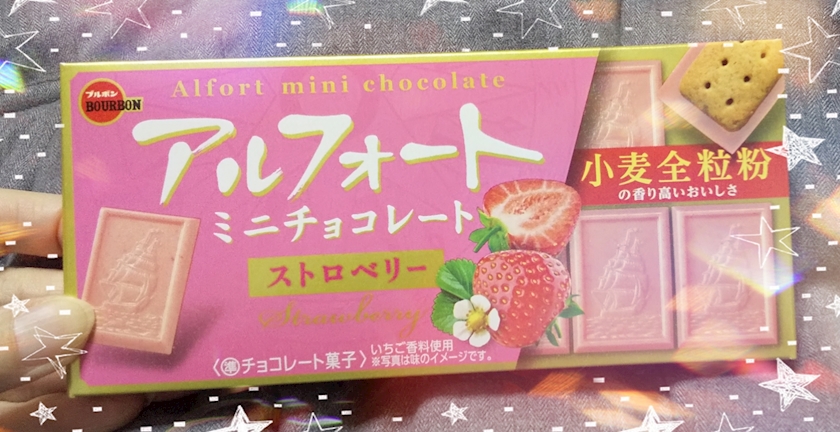 Alfort mini chocolate
ブルボン
BOURBON
アルフォート
ミニチョコレート
ストロベリー
Strawberry
〈準チョコレート菓子〉
いちご香料使用
※写真は味のイメージです。
小麦全粒粉
の香り高いおいしさ